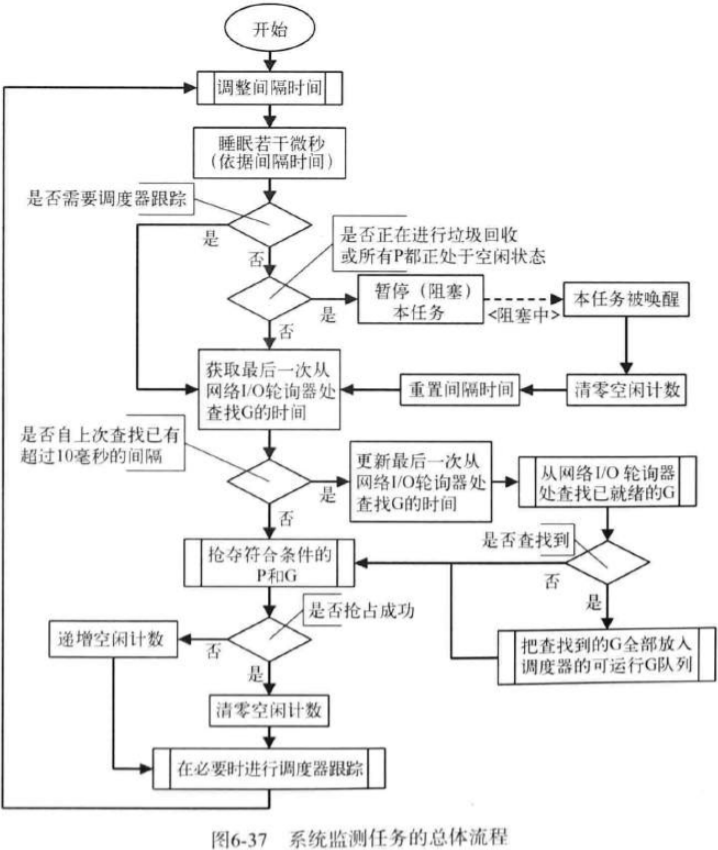 开始
调整间隔时间
睡眠若干微秒
(依据间隔时间)
是否需要调度器跟踪
是
否
是否正在进行垃圾回收
或所有P都正处于空闲状态
是
否
暂停（阻塞）
本任务
<阻塞中>
本任务被唤醒
获取最后一次从
网络I/O轮询器处
查找G的时间
重置间隔时间
清零空闲计数
是否自上次查找已有
超过10毫秒的间隔
是
否
更新最后一次从
网络I/O轮询器处
查找G的时间
从网络I/O 轮询器
处查找已就绪的G
是否查找到
否
是
抢夺符合条件的
P和G
是否抢占成功
递增空闲计数
否
是
把查找到的G全部放入
调度器的可运行G队列
清零空闲计数
在必要时进行调度器跟踪
图6-37 系统监测任务的总体流程